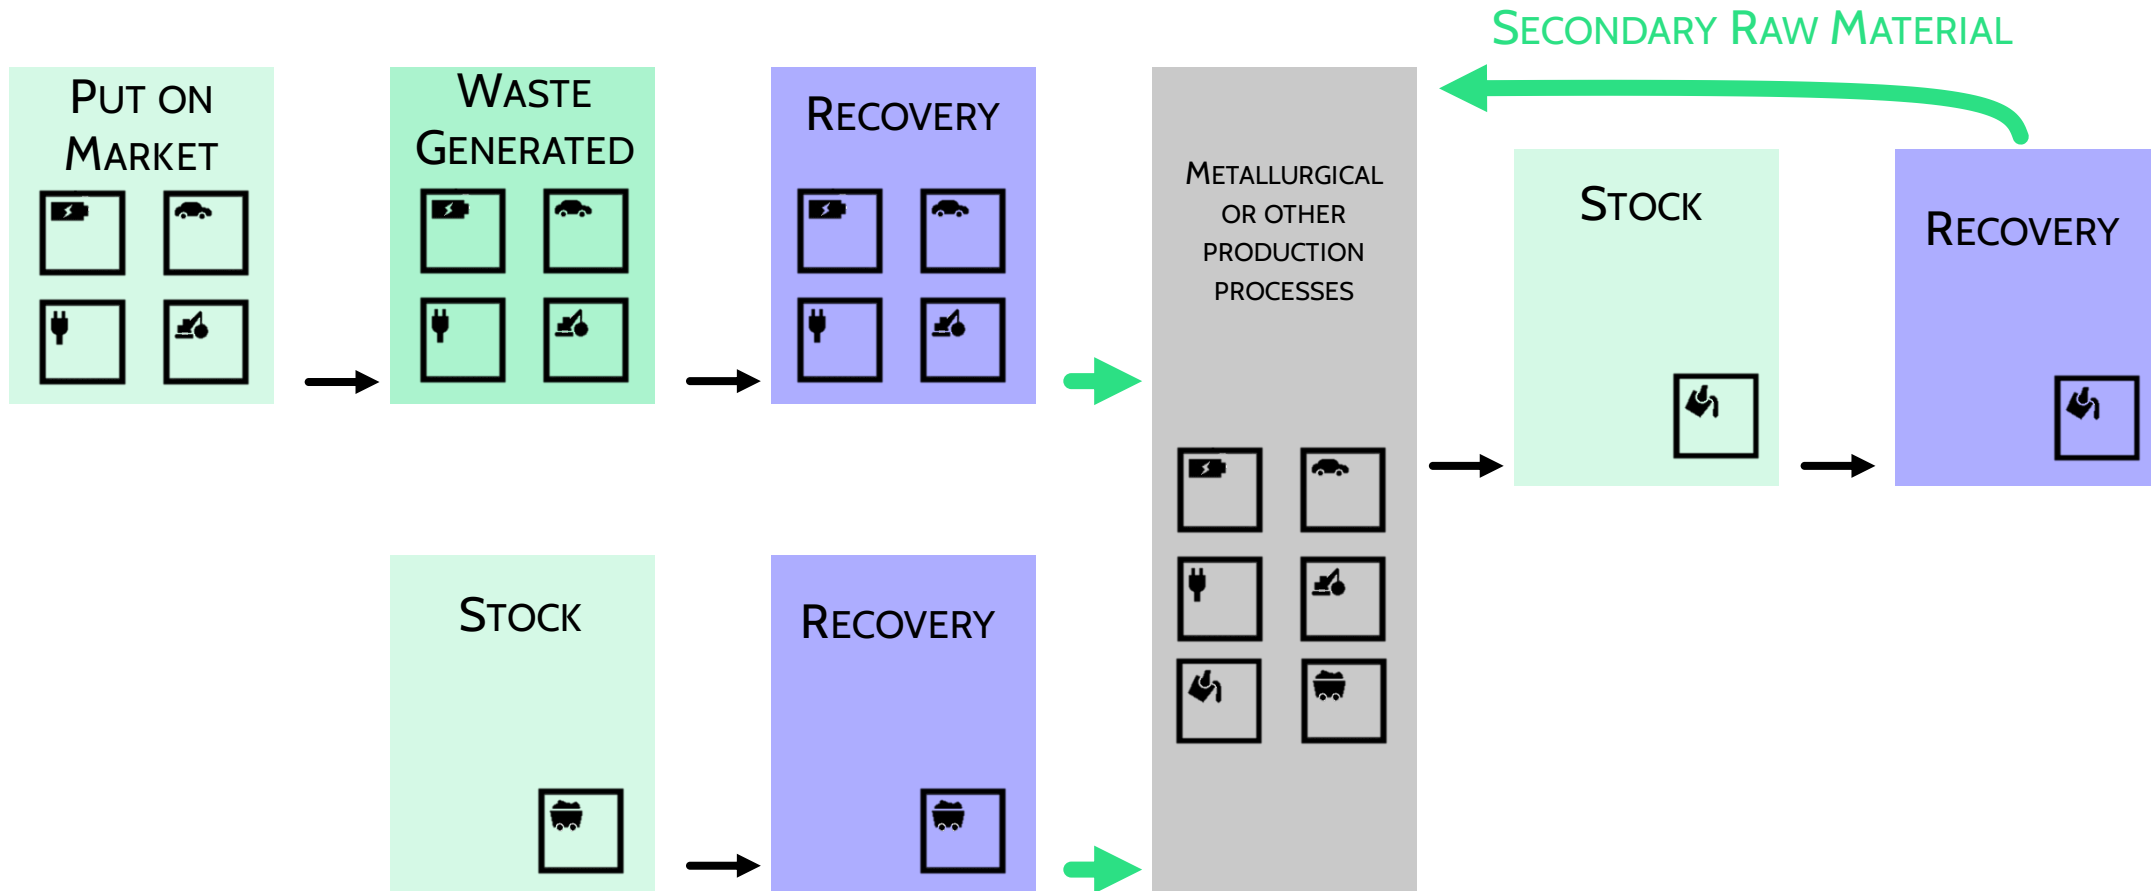 Secondary Raw Material
Put on
Market
Waste
Generated
Recovery
Metallurgical
or other
production
processes
Stock
Recovery
Stock
Recovery